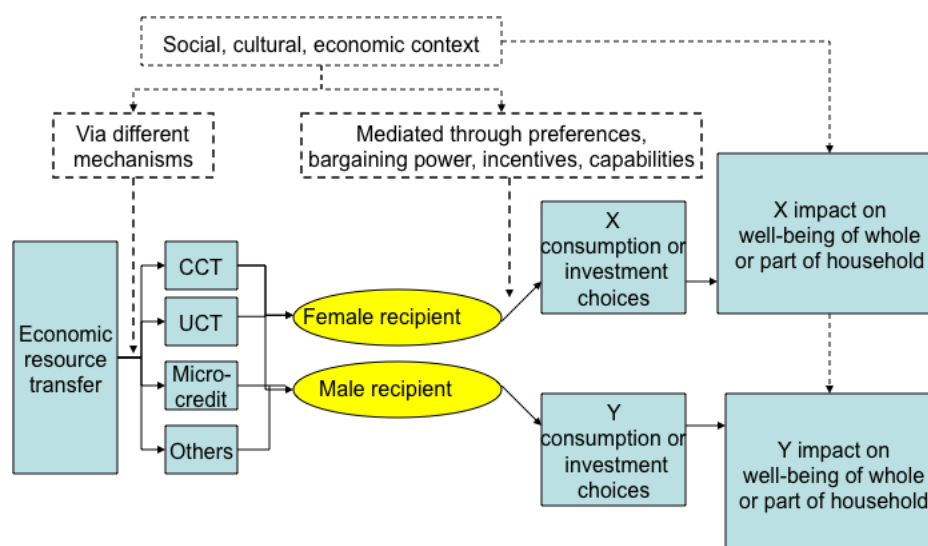 Social, cultural, economic context
Via different
mechanisms
Mediated through preferences,
bargaining power, incentives, capabilities
Economic
resource
transfer
CCT
UCT
Micro-
credit
Others
Female recipient
Male recipient
X
consumption or
investment
choices
Y
consumption or
investment
choices
X impact on
well-being of whole
or part of household
Y impact on
well-being of whole
or part of household